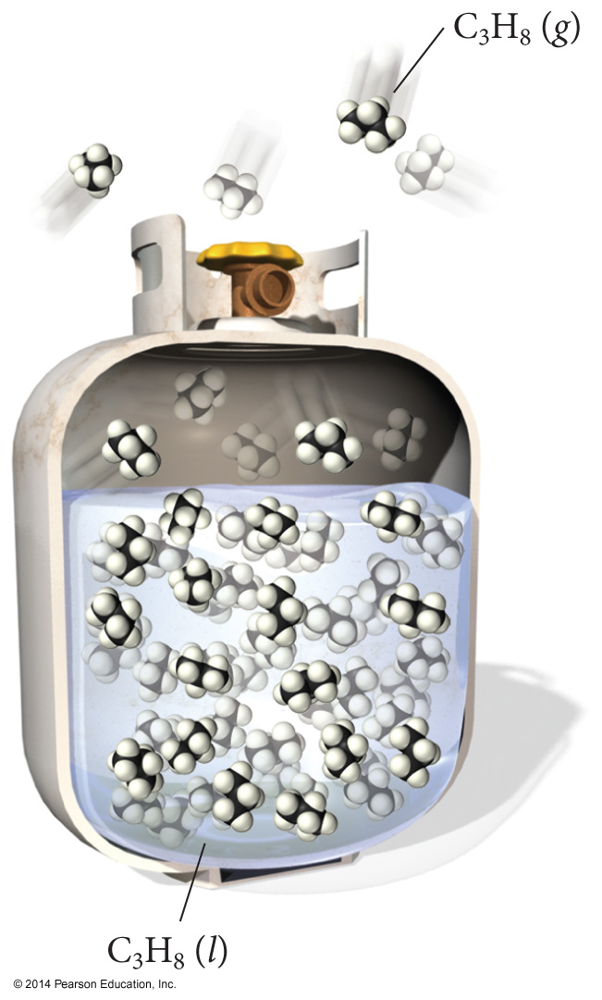 C₃H₈ (g)
C₃H₈ (l)
© 2014 Pearson Education, Inc.